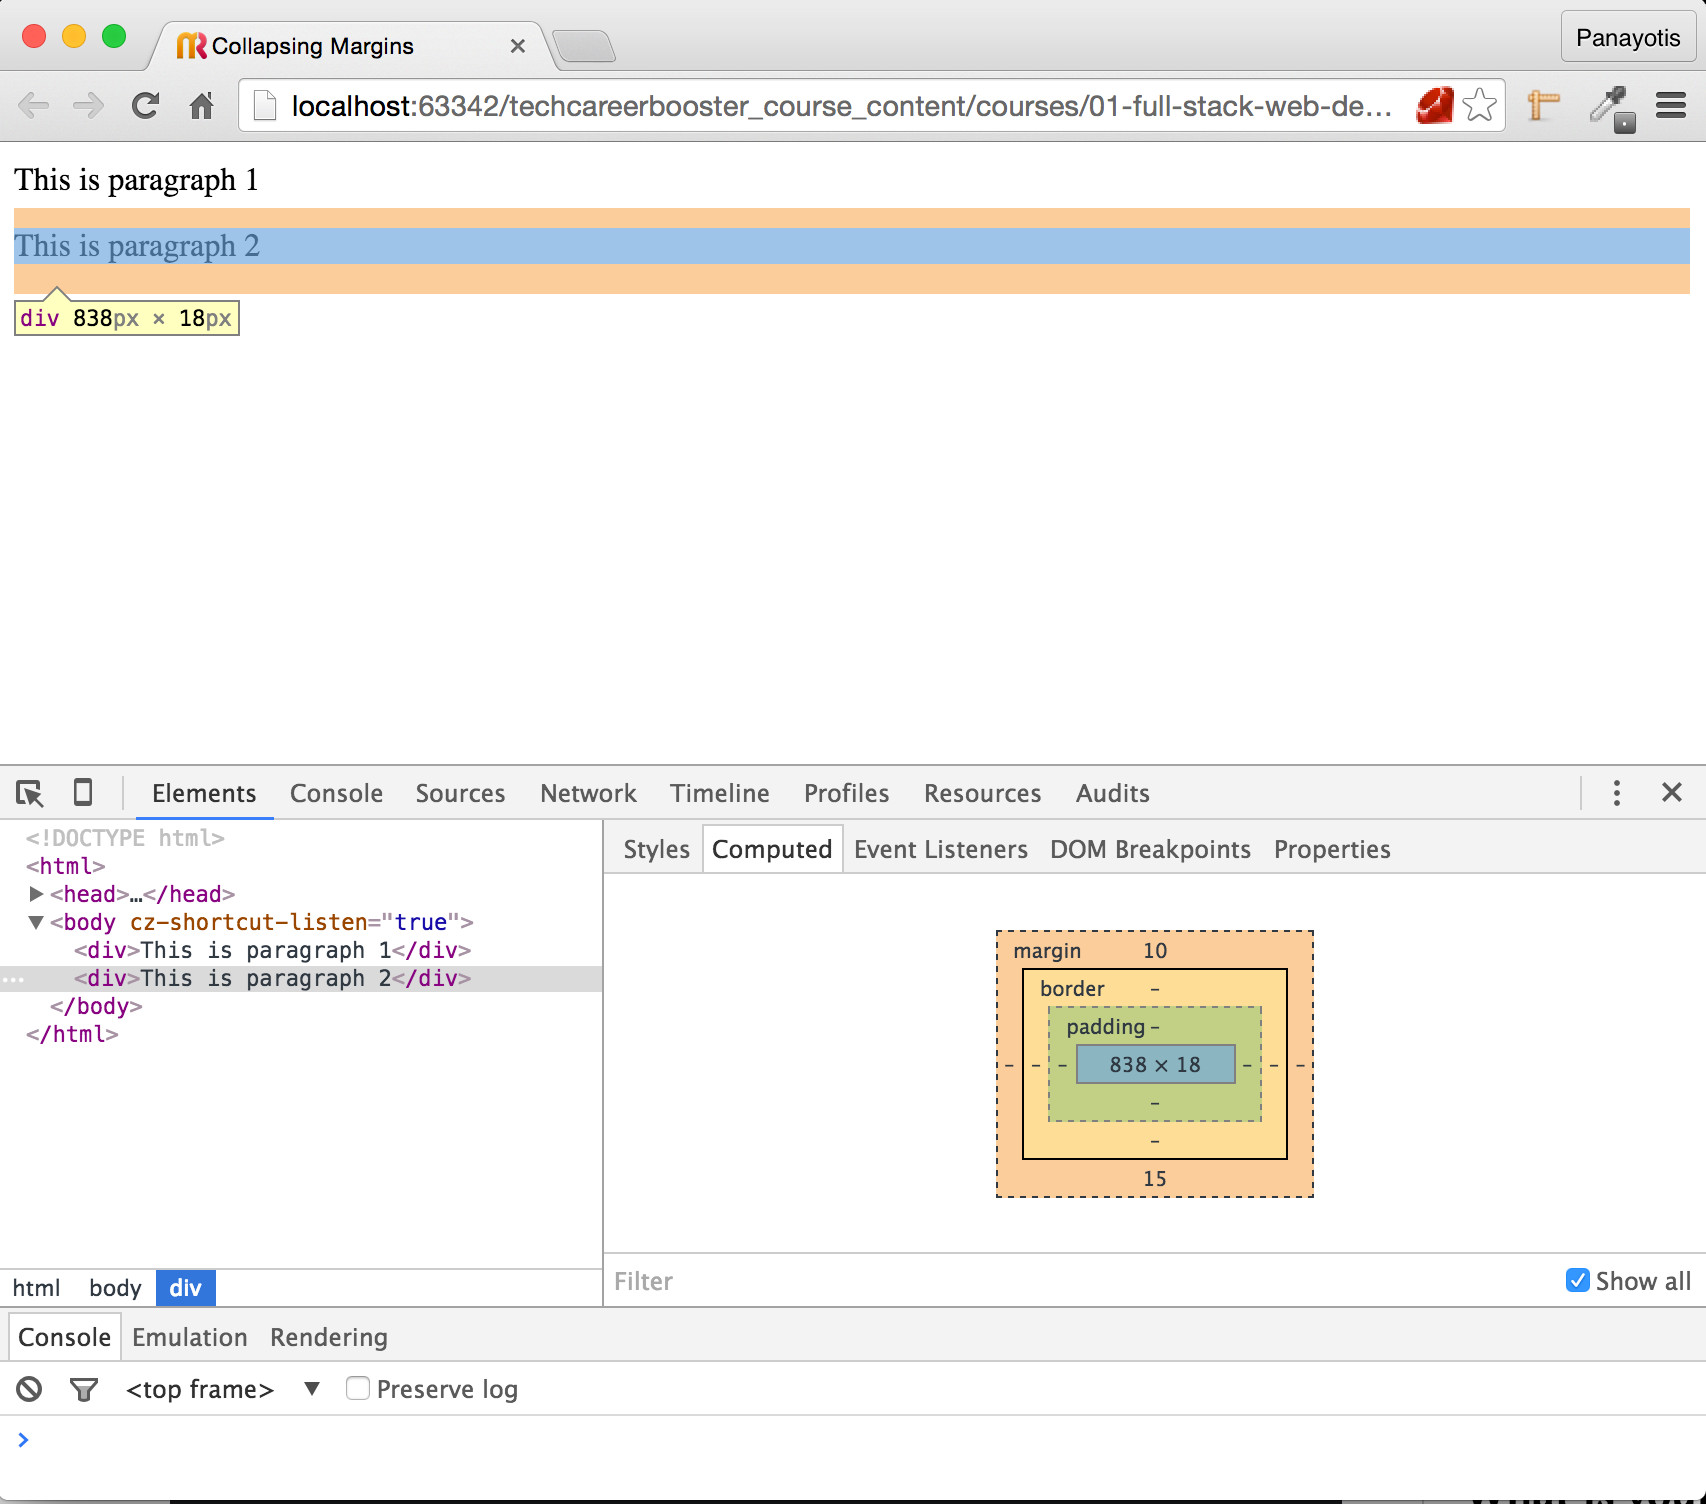 Collapsing Margins ×
Panayotis
localhost:63342/techcareerbooster_course_content/courses/01-full-stack-web-de...
This is paragraph 1
This is paragraph 2
div 838px × 18px
Elements Console Sources Network Timeline Profiles Resources Audits
<!DOCTYPE html>
<html>
▶ <head>…</head>
▼ <body cz-shortcut-listen="true">
<div>This is paragraph 1</div>
... <div>This is paragraph 2</div>
</body>
</html>
html body div
Styles Computed Event Listeners DOM Breakpoints Properties
margin 10
border -
padding -
- - - 838 × 18 - - -
-
-
15
Filter Show all
Console Emulation Rendering
<top frame> ▼ Preserve log
>